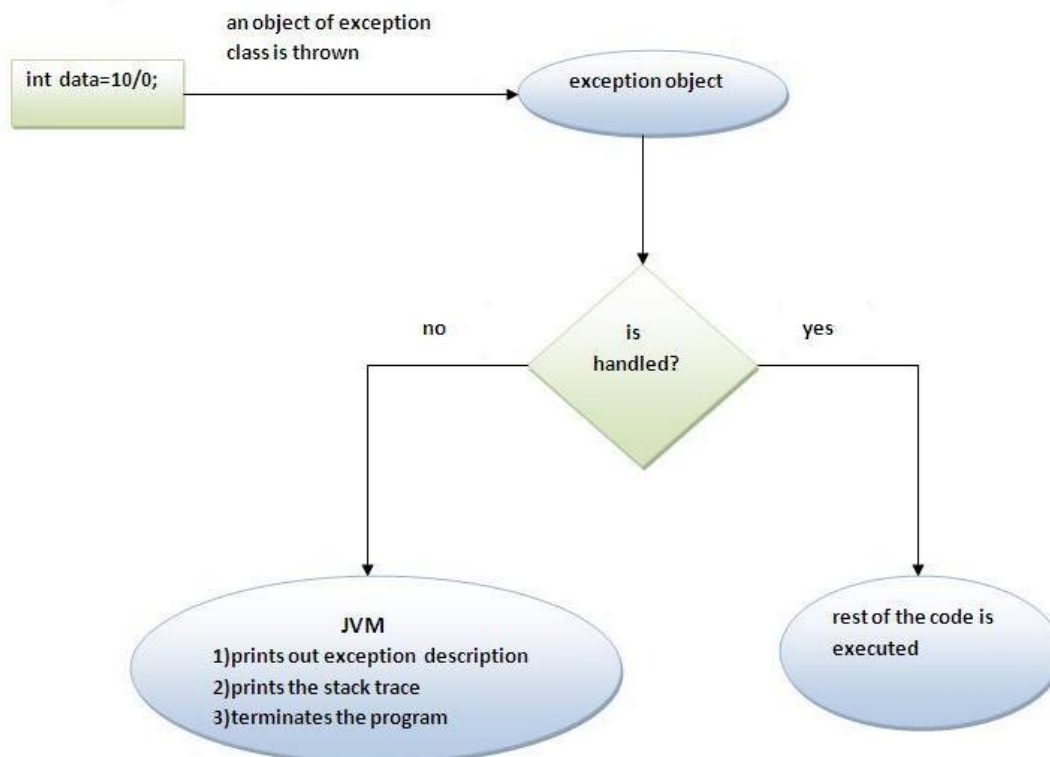 an object of exception
class is thrown
int data=10/0;
exception object
no
is
handled?
yes
JVM
1)prints out exception description
2)prints the stack trace
3)terminates the program
rest of the code is
executed